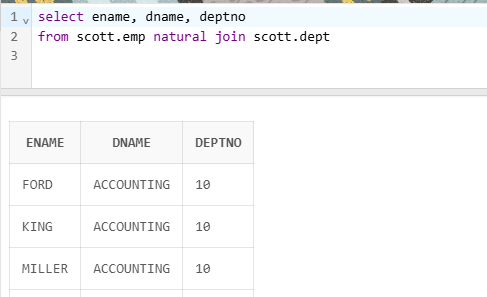 1 select ename, dname, deptno
2 from scott.emp natural join scott.dept
3
ENAME DNAME DEPTNO
FORD ACCOUNTING 10
KING ACCOUNTING 10
MILLER ACCOUNTING 10